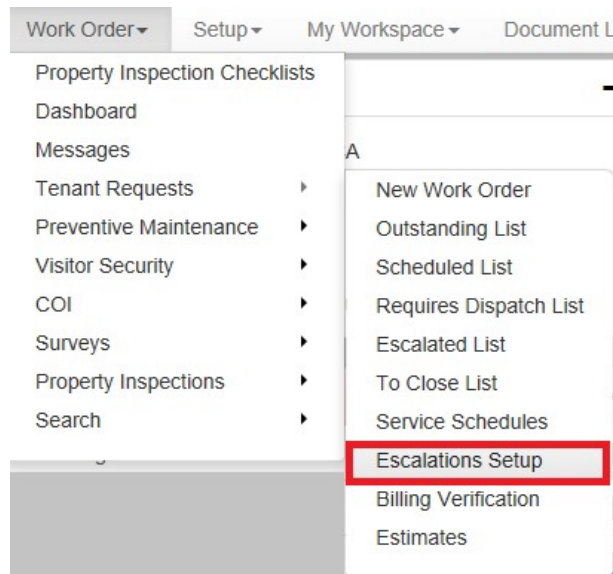 Work Order Setup My Workspace Document L
Property Inspection Checklists
Dashboard
Messages
A
Tenant Requests
Preventive Maintenance
Visitor Security
COI
Surveys
Property Inspections
Search
New Work Order
Outstanding List
Scheduled List
Requires Dispatch List
Escalated List
To Close List
Service Schedules
Escalations Setup
Billing Verification
Estimates